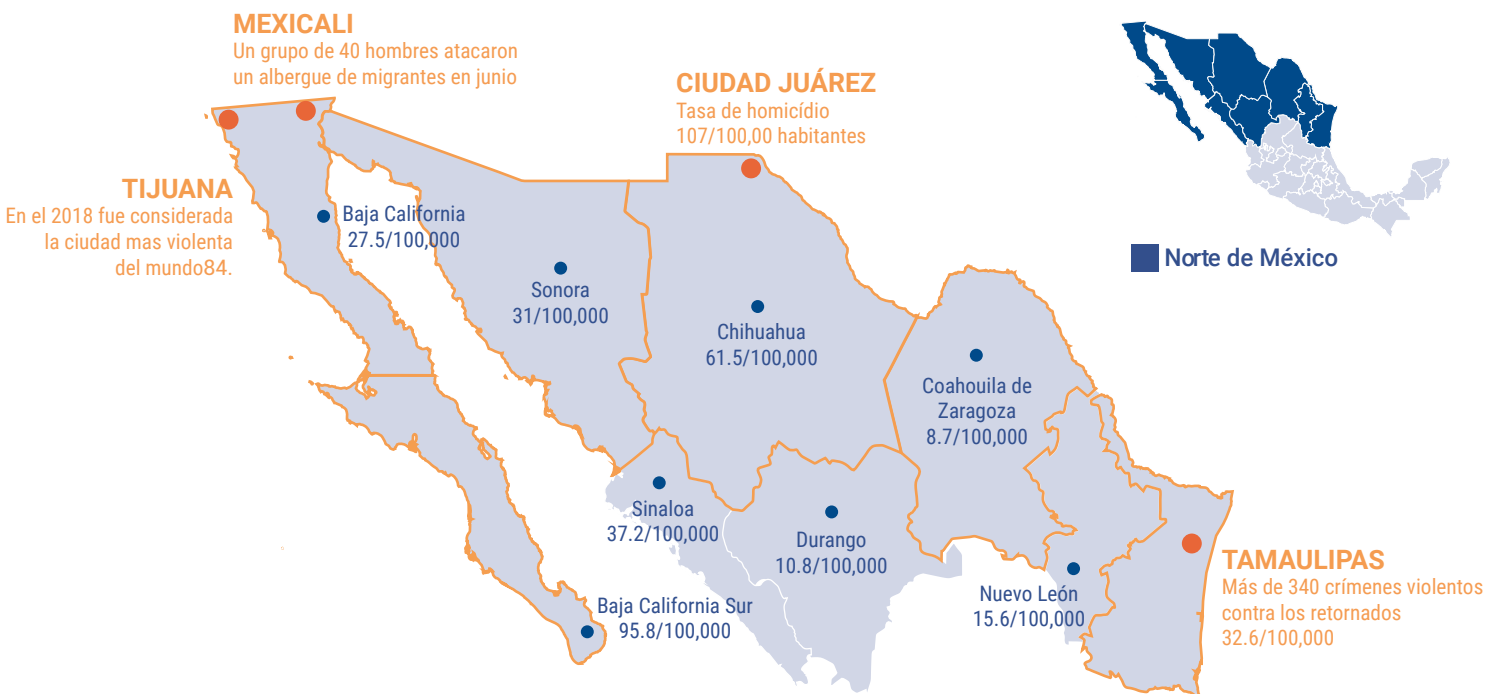 MEXICALI
Un grupo de 40 hombres atacaron
un albergue de migrantes en junio
CIUDAD JUÁREZ
Tasa de homicídio
107/100,00 habitantes
TIJUANA
En el 2018 fue considerada
la ciudad mas violenta
del mundo84.
Baja California
27.5/100,000
Norte de México
Sonora
31/100,000
Chihuahua
61.5/100,000
Coahouila de
Zaragoza
8.7/100,000
Sinaloa
37.2/100,000
Durango
10.8/100,000
Nuevo León
15.6/100,000
TAMAULIPAS
Más de 340 crímenes violentos
contra los retornados
32.6/100,000
Baja California Sur
95.8/100,000